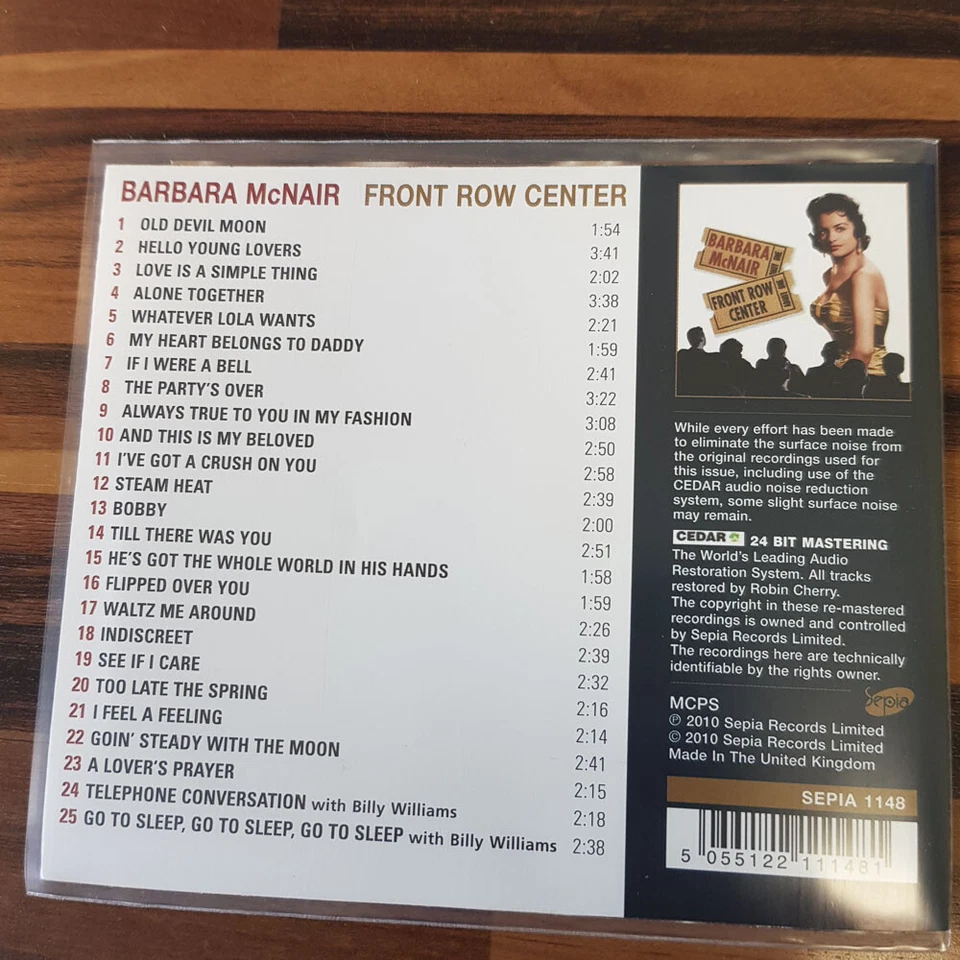 BARBARA McNAIR FRONT ROW CENTER
1 OLD DEVIL MOON 1:54
2 HELLO YOUNG LOVERS 3:41
3 LOVE IS A SIMPLE THING 2:02
4 ALONE TOGETHER 3:38
5 WHATEVER LOLA WANTS 2:21
6 MY HEART BELONGS TO DADDY 1:59
7 IF I WERE A BELL 2:41
8 THE PARTY'S OVER 3:22
9 ALWAYS TRUE TO YOU IN MY FASHION 3:08
10 AND THIS IS MY BELOVED 2:50
11 I'VE GOT A CRUSH ON YOU 2:58
12 STEAM HEAT 2:39
13 BOBBY 2:00
14 TILL THERE WAS YOU 2:51
15 HE'S GOT THE WHOLE WORLD IN HIS HANDS 1:58
16 FLIPPED OVER YOU 1:59
17 WALTZ ME AROUND 2:26
18 INDISCREET 2:39
19 SEE IF I CARE 2:32
20 TOO LATE THE SPRING 2:16
21 I FEEL A FEELING 2:14
22 GOIN' STEADY WITH THE MOON 2:41
23 A LOVER'S PRAYER 2:15
24 TELEPHONE CONVERSATION with Billy Williams 2:18
25 GO TO SLEEP, GO TO SLEEP, GO TO SLEEP with Billy Williams 2:38
BARBARA
McNAIR
FRONT ROW
CENTER
While every effort has been made
to eliminate the surface noise from
the original recordings used for
this issue, including use of the
CEDAR audio noise reduction
system, some slight surface noise
may remain.
CEDAR 24 BIT MASTERING
The World's Leading Audio
Restoration System. All tracks
restored by Robin Cherry.
The copyright in these re-mastered
recordings is owned and controlled
by Sepia Records Limited.
The recordings here are technically
identifiable by the rights owner.
Sepia
MCPS
℗ 2010 Sepia Records Limited
© 2010 Sepia Records Limited
Made In The United Kingdom
SEPIA 1148
5 055122 111481